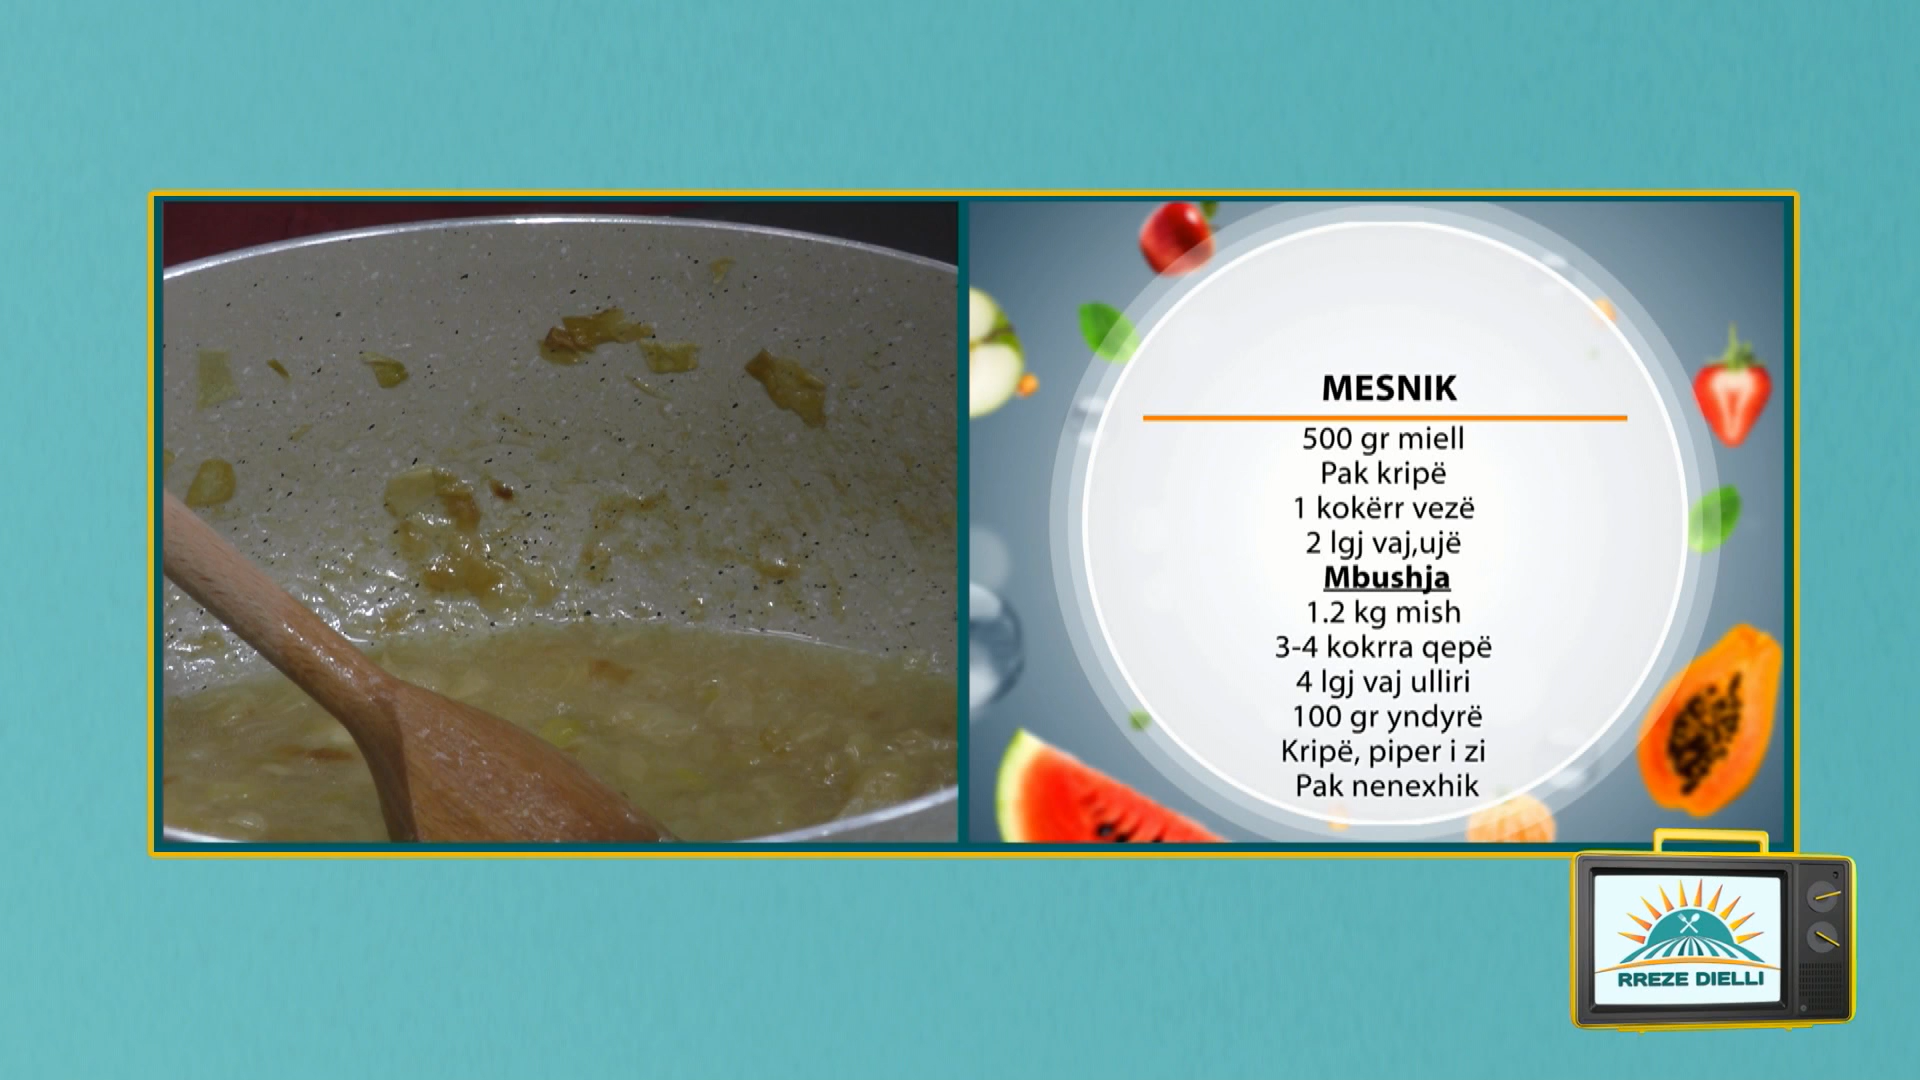 MESNIK
500 gr miell
Pak kripë
1 kokërr vezë
2 lgj vaj,ujë
Mbushja
1.2 kg mish
3-4 kokrra qepë
4 lgj vaj ulliri
100 gr yndyrë
Kripë, piper i zi
Pak nenexhik
RREZE DIELLI